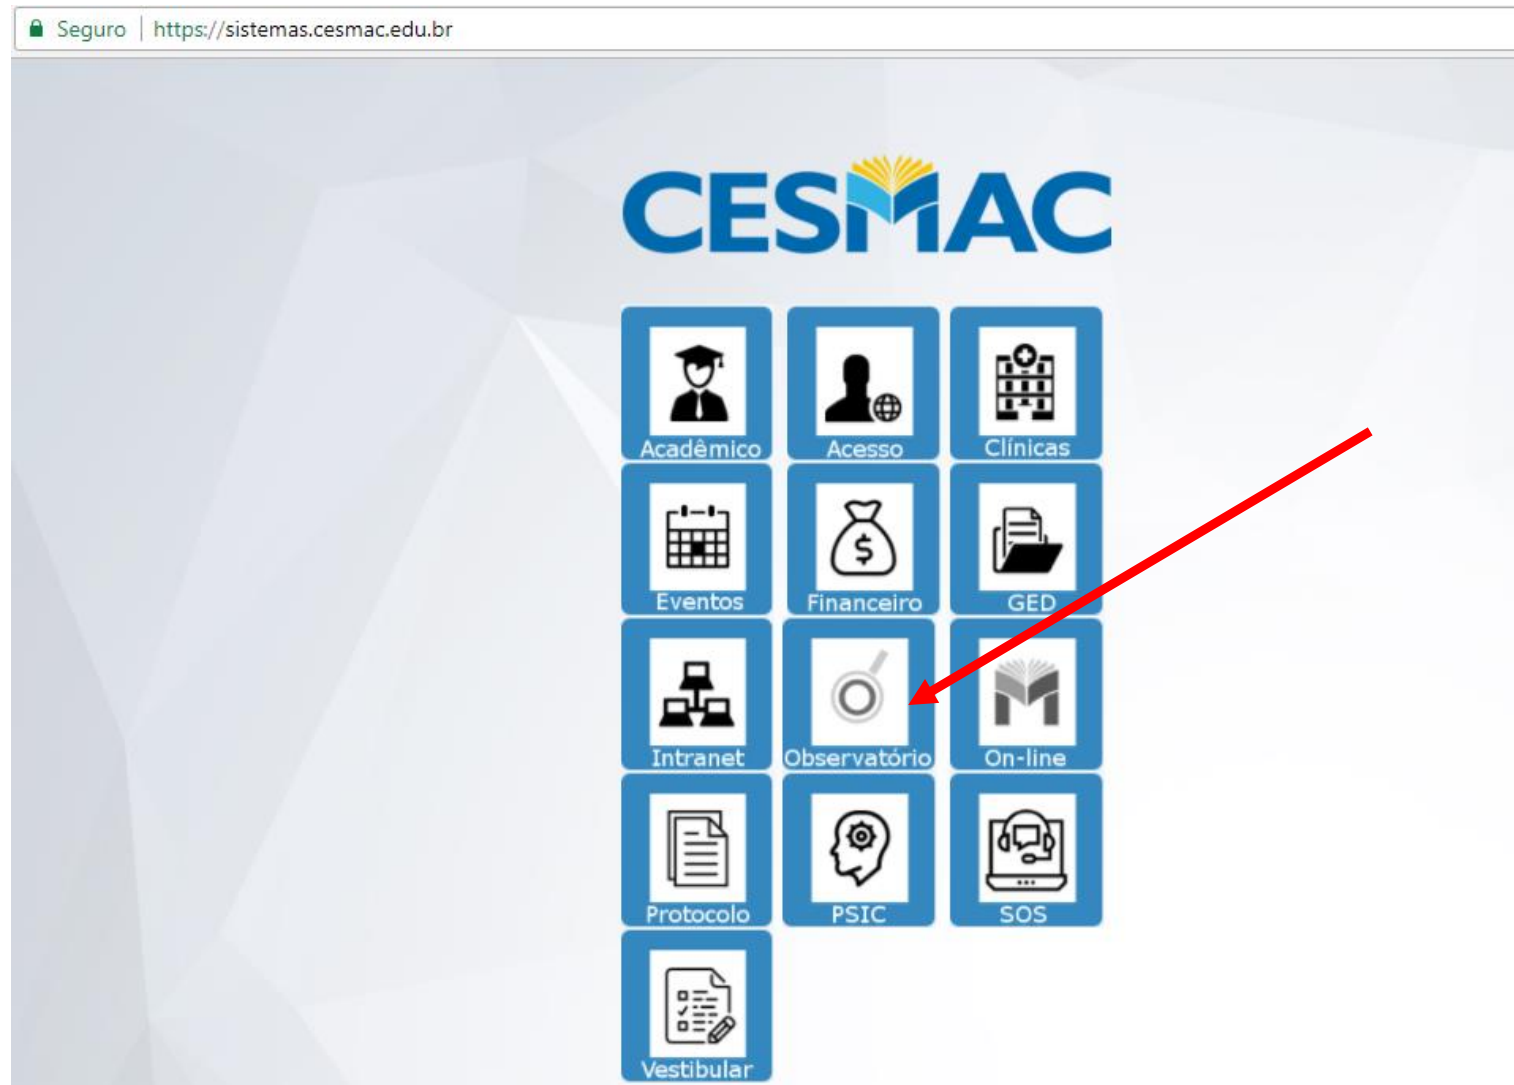 Seguro | https://sistemas.cesmac.edu.br
CESMAC
Acadêmico Acesso Clínicas
Eventos Financeiro GED
Intranet Observatório On-line
Protocolo PSIC SOS
Vestibular